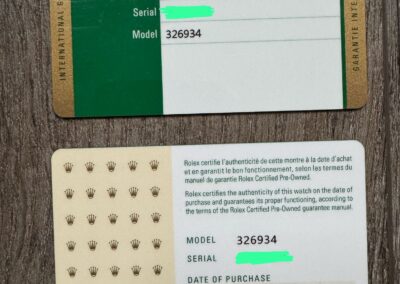 INTERNATIONAL G
Serial
Model 326934
GARANTIE INTE
Rolex certifie l'authenticité de cette montre à la date d'achat
et en garantit le bon fonctionnement, selon les termes du
manuel de garantie Rolex Certified Pre-Owned.
Rolex certifies the authenticity of this watch on the date of
purchase and guarantees its proper functioning, according to
the terms of the Rolex Certified Pre-Owned guarantee manual.
MODEL 326934
SERIAL
DATE OF PURCHASE